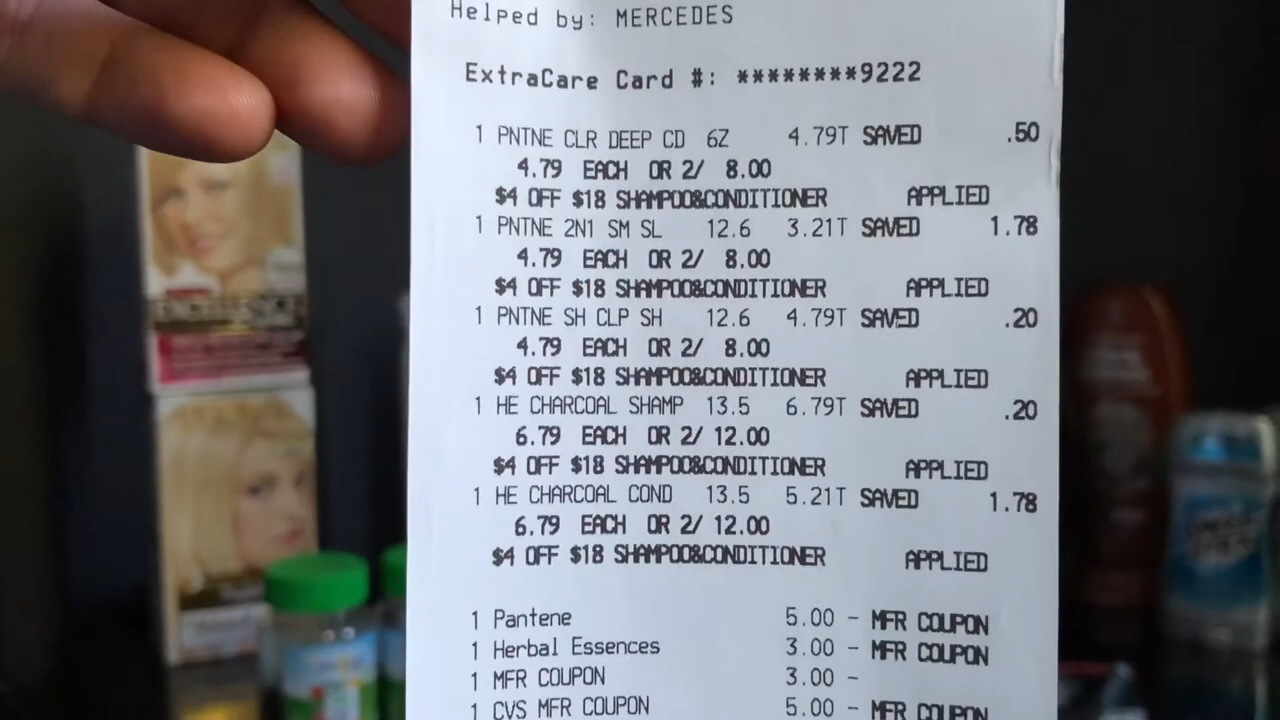 Helped by: MERCEDES
ExtraCare Card #: ********9222
1 PNTNE CLR DEEP CD 6Z 4.79T SAVED .50
4.79 EACH OR 2/ 8.00
$4 OFF $18 SHAMPOO&CONDITIONER APPLIED
1 PNTNE 2N1 SM SL 12.6 3.21T SAVED 1.78
4.79 EACH OR 2/ 8.00
$4 OFF $18 SHAMPOO&CONDITIONER APPLIED
1 PNTNE SH CLP SH 12.6 4.79T SAVED .20
4.79 EACH OR 2/ 8.00
$4 OFF $18 SHAMPOO&CONDITIONER APPLIED
1 HE CHARCOAL SHAMP 13.5 6.79T SAVED .20
6.79 EACH OR 2/ 12.00
$4 OFF $18 SHAMPOO&CONDITIONER APPLIED
1 HE CHARCOAL COND 13.5 5.21T SAVED 1.78
6.79 EACH OR 2/ 12.00
$4 OFF $18 SHAMPOO&CONDITIONER APPLIED
1 Pantene 5.00 - MFR COUPON
1 Herbal Essences 3.00 - MFR COUPON
1 MFR COUPON 3.00 -
1 CVS MFR COUPON 5.00 - MFR COUPON